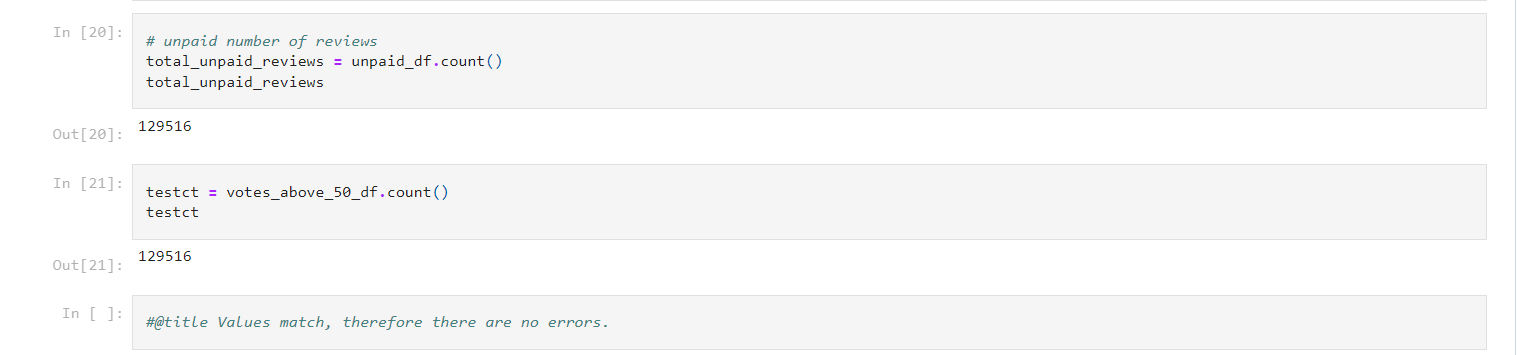 In [20]:
# unpaid number of reviews
total_unpaid_reviews = unpaid_df.count()
total_unpaid_reviews
Out[20]:
129516
In [21]:
testct = votes_above_50_df.count()
testct
Out[21]:
129516
In [ ]:
#@title Values match, therefore there are no errors.